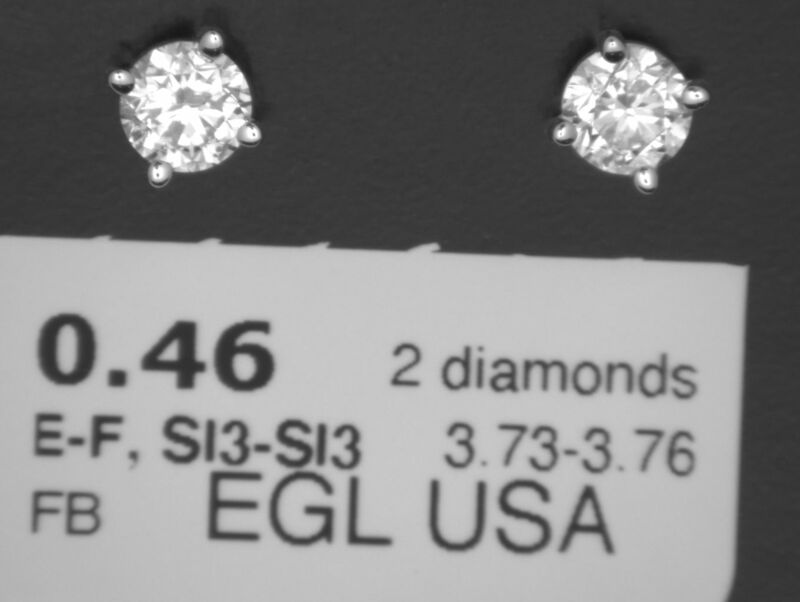 0.46 2 diamonds
E-F, SI3-SI3 3.73-3.76
FB EGL USA